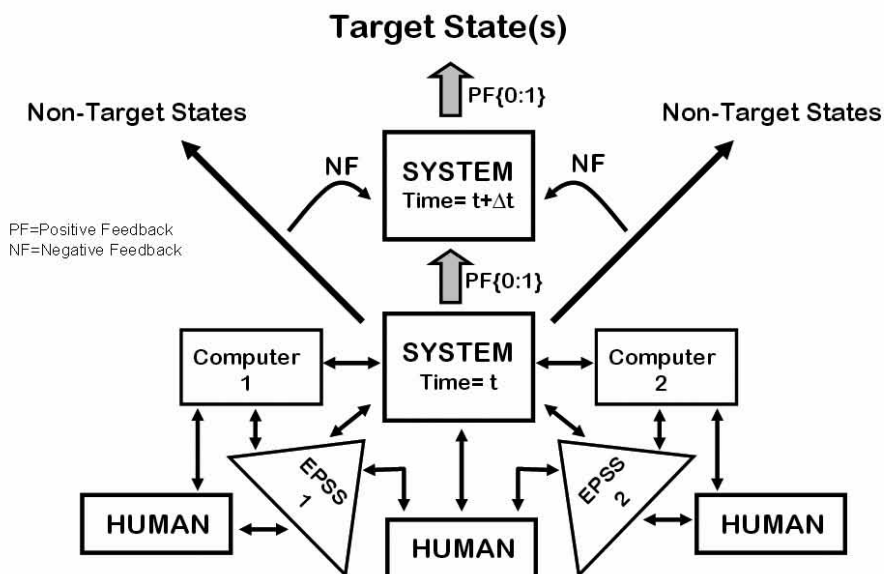 Target State(s)
PF{0:1}
Non-Target States
Non-Target States
NF
NF
SYSTEM
Time= t+Δt
PF=Positive Feedback
NF=Negative Feedback
PF{0:1}
Computer
1
SYSTEM
Time= t
Computer
2
EPSS
1
EPSS
2
HUMAN
HUMAN
HUMAN